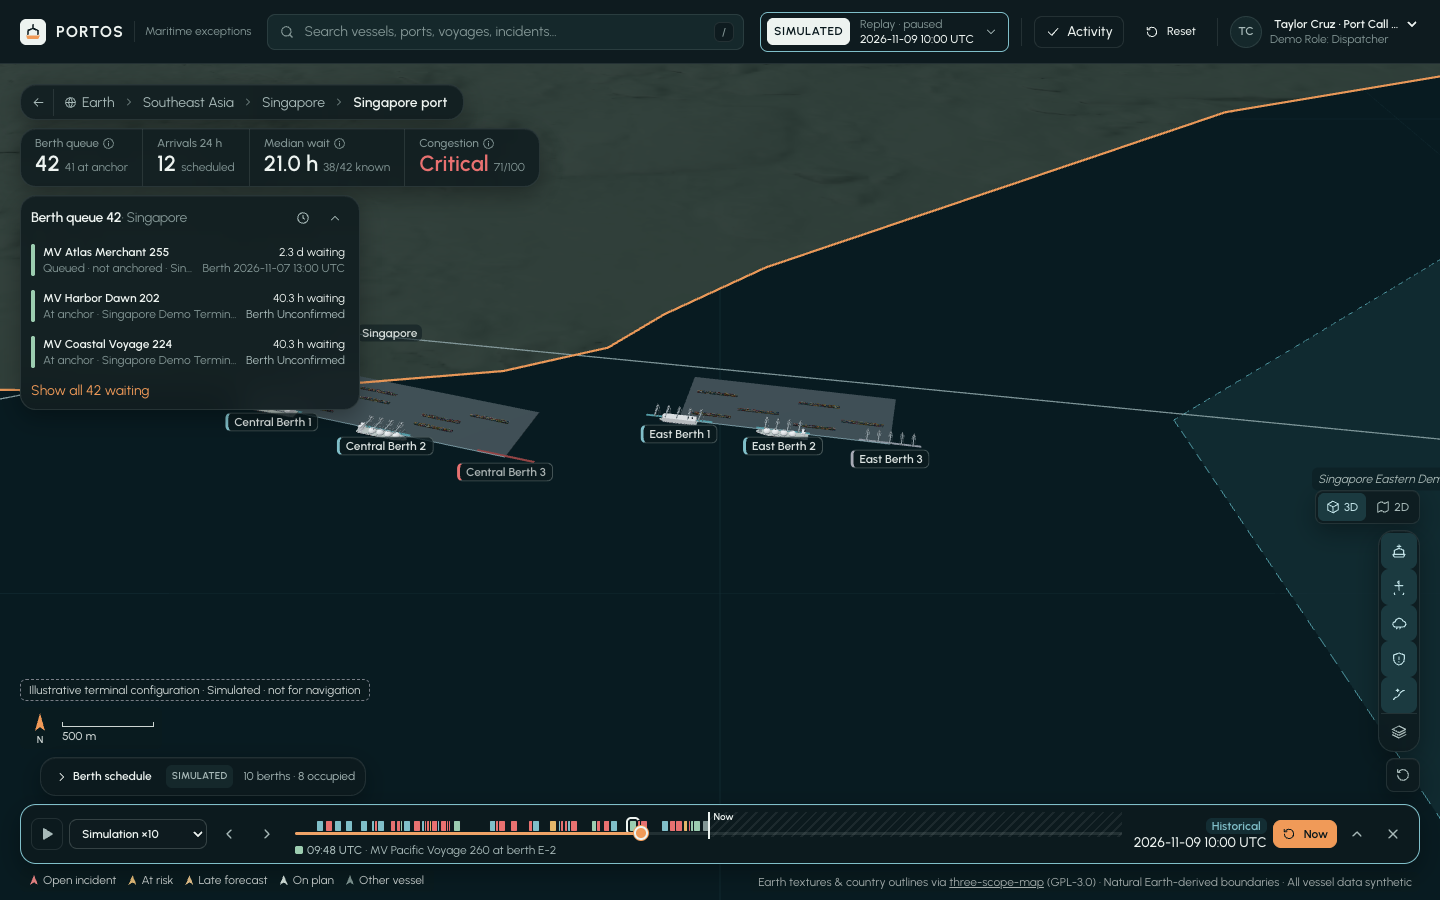 PORTOS
Maritime exceptions
Search vessels, ports, voyages, incidents...
/
SIMULATED
Replay · paused
2026-11-09 10:00 UTC
Activity
Reset
TC
Taylor Cruz · Port Call ...
Demo Role: Dispatcher
Earth
Southeast Asia
Singapore
Singapore port
Berth queue
42 41 at anchor
Arrivals 24 h
12 scheduled
Median wait
21.0 h 38/42 known
Congestion
Critical 71/100
Berth queue 42 Singapore
MV Atlas Merchant 255 2.3 d waiting
Queued · not anchored · Sin... Berth 2026-11-07 13:00 UTC
MV Harbor Dawn 202 40.3 h waiting
At anchor · Singapore Demo Termin... Berth Unconfirmed
MV Coastal Voyage 224 40.3 h waiting
At anchor · Singapore Demo Termin... Berth Unconfirmed
Show all 42 waiting
Singapore
Central Berth 1
Central Berth 2
Central Berth 3
East Berth 1
East Berth 2
East Berth 3
Singapore Eastern Dem
3D
2D
Illustrative terminal configuration · Simulated · not for navigation
N
500 m
Berth schedule SIMULATED 10 berths · 8 occupied
Simulation ×10
Now
09:48 UTC · MV Pacific Voyage 260 at berth E-2
Historical
2026-11-09 10:00 UTC
Now
Open incident
At risk
Late forecast
On plan
Other vessel
Earth textures & country outlines via three-scope-map (GPL-3.0) · Natural Earth-derived boundaries · All vessel data synthetic